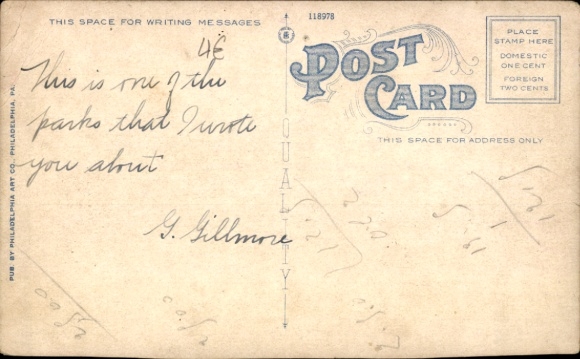 THIS SPACE FOR WRITING MESSAGES
118978
POST CARD
PLACE
STAMP HERE
DOMESTIC
ONE CENT
FOREIGN
TWO CENTS
THIS SPACE FOR ADDRESS ONLY
This is one of the
parks that I wrote
you about
G. Gillmore
QUALITY
PUB. BY PHILADELPHIA ART CO., PHILADELPHIA, PA.